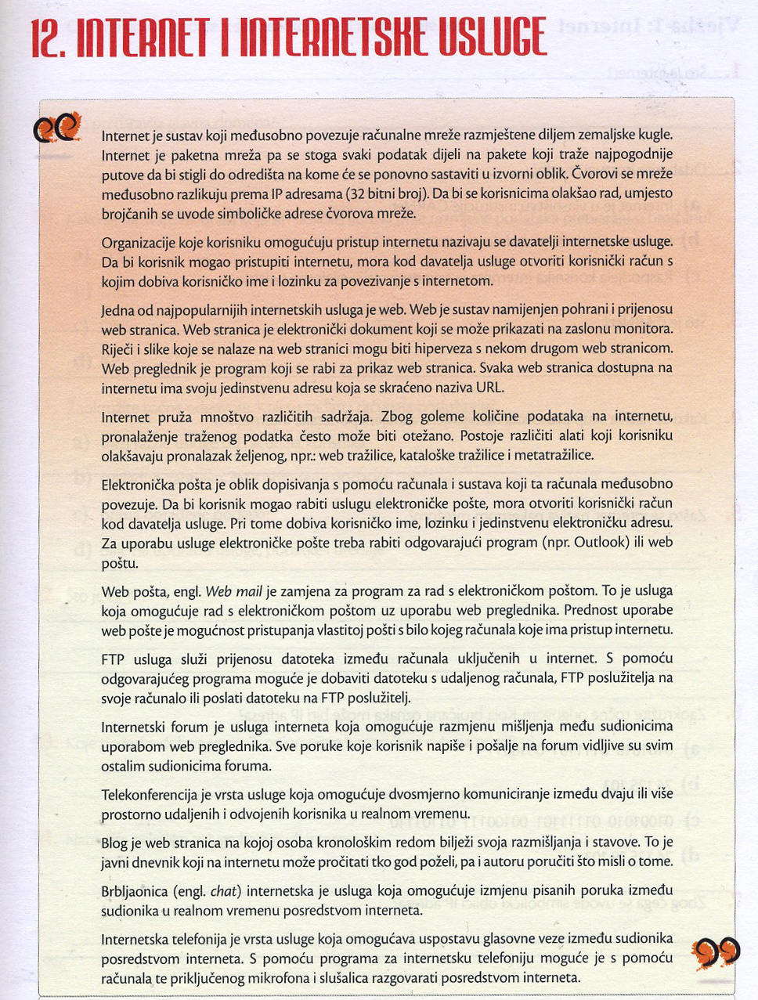 12. INTERNET I INTERNETSKE USLUGE
Internet je sustav koji međusobno povezuje računalne mreže razmještene diljem zemaljske kugle.
Internet je paketna mreža pa se stoga svaki podatak dijeli na pakete koji traže najpogodnije
putove da bi stigli do odredišta na kome će se ponovno sastaviti u izvorni oblik. Čvorovi se mreže
međusobno razlikuju prema IP adresama (32 bitni broj). Da bi se korisnicima olakšao rad, umjesto
brojčanih se uvode simboličke adrese čvorova mreže.
Organizacije koje korisniku omogućuju pristup internetu nazivaju se davatelji internetske usluge.
Da bi korisnik mogao pristupiti internetu, mora kod davatelja usluge otvoriti korisnički račun s
kojim dobiva korisničko ime i lozinku za povezivanje s internetom.
Jedna od najpopularnijih internetskih usluga je web. Web je sustav namijenjen pohrani i prijenosu
web stranica. Web stranica je elektronički dokument koji se može prikazati na zaslonu monitora.
Riječi i slike koje se nalaze na web stranici mogu biti hiperveza s nekom drugom web stranicom.
Web preglednik je program koji se rabi za prikaz web stranica. Svaka web stranica dostupna na
internetu ima svoju jedinstvenu adresu koja se skraćeno naziva URL.
Internet pruža mnoštvo različitih sadržaja. Zbog goleme količine podataka na internetu,
pronalaženje traženog podatka često može biti otežano. Postoje različiti alati koji korisniku
olakšavaju pronalazak željenog, npr.: web tražilice, kataloške tražilice i metatražilice.
Elektronička pošta je oblik dopisivanja s pomoću računala i sustava koji ta računala međusobno
povezuje. Da bi korisnik mogao rabiti uslugu elektroničke pošte, mora otvoriti korisnički račun
kod davatelja usluge. Pri tome dobiva korisničko ime, lozinku i jedinstvenu elektroničku adresu.
Za uporabu usluge elektroničke pošte treba rabiti odgovarajući program (npr. Outlook) ili web
poštu.
Web pošta, engl. Web mail je zamjena za program za rad s elektroničkom poštom. To je usluga
koja omogućuje rad s elektroničkom poštom uz uporabu web preglednika. Prednost uporabe
web pošte je mogućnost pristupanja vlastitoj pošti s bilo kojeg računala koje ima pristup internetu.
FTP usluga služi prijenosu datoteka između računala uključenih u internet. S pomoću
odgovarajućeg programa moguće je dobaviti datoteku s udaljenog računala, FTP poslužitelja na
svoje računalo ili poslati datoteku na FTP poslužitelj.
Internetski forum je usluga interneta koja omogućuje razmjenu mišljenja među sudionicima
uporabom web preglednika. Sve poruke koje korisnik napiše i pošalje na forum vidljive su svim
ostalim sudionicima foruma.
Telekonferencija je vrsta usluge koja omogućuje dvosmjerno komuniciranje između dvaju ili više
prostorno udaljenih i odvojenih korisnika u realnom vremenu.
Blog je web stranica na kojoj osoba kronološkim redom bilježi svoja razmišljanja i stavove. To je
javni dnevnik koji na internetu može pročitati tko god poželi, pa i autoru poručiti što misli o tome.
Brbljaonica (engl. chat) internetska je usluga koja omogućuje izmjenu pisanih poruka između
sudionika u realnom vremenu posredstvom interneta.
Internetska telefonija je vrsta usluge koja omogućava uspostavu glasovne veze između sudionika
posredstvom interneta. S pomoću programa za internetsku telefoniju moguće je s pomoću
računala te priključenog mikrofona i slušalica razgovarati posredstvom interneta.